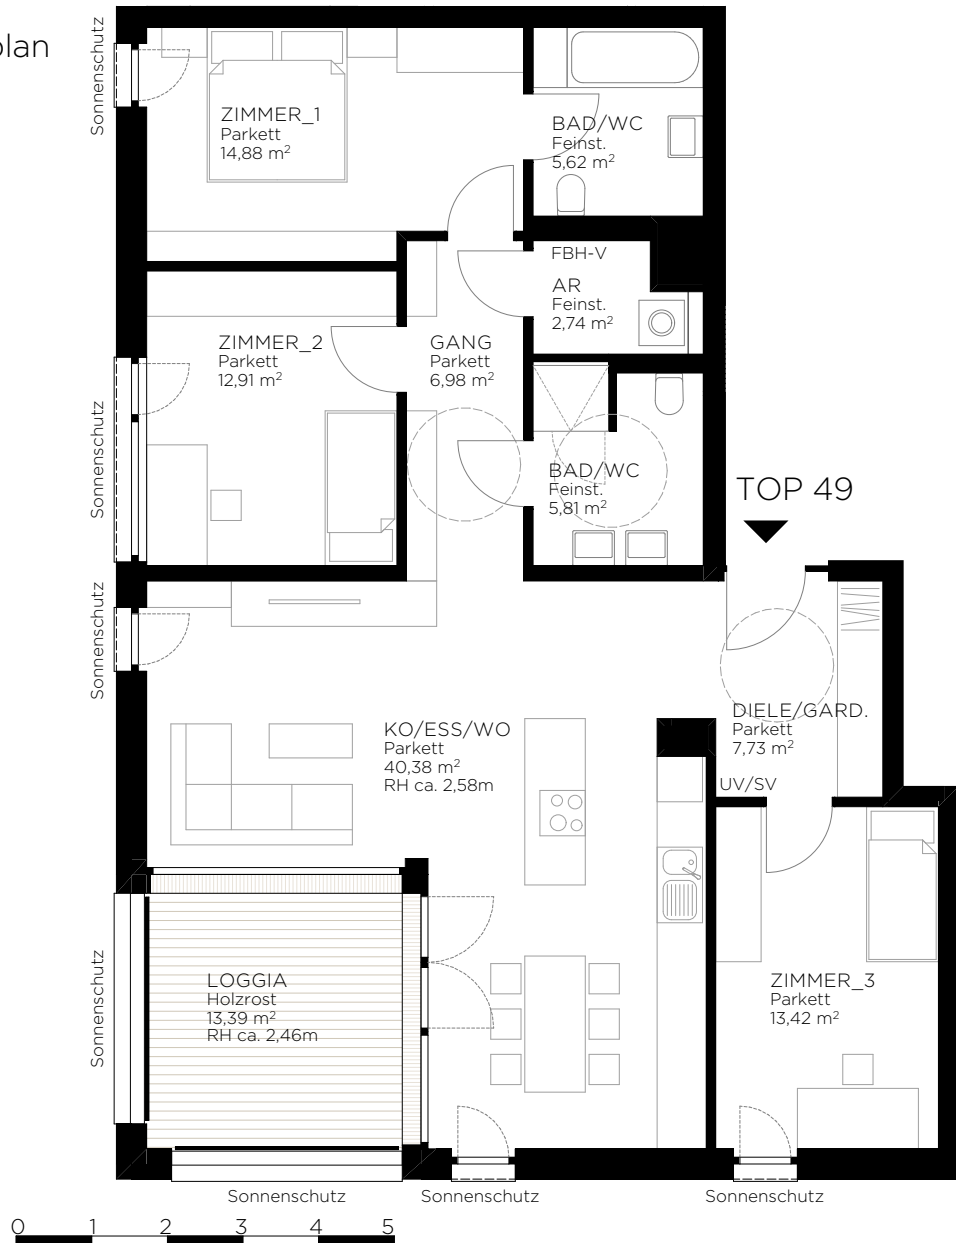 plan
Sonnenschutz
ZIMMER_1
Parkett
14,88 m²
BAD/WC
Feinst.
5,62 m²
FBH-V
AR
Feinst.
2,74 m²
ZIMMER_2
Parkett
12,91 m²
GANG
Parkett
6,98 m²
Sonnenschutz
BAD/WC
Feinst.
5,81 m²
TOP 49
Sonnenschutz
KO/ESS/WO
Parkett
40,38 m²
RH ca. 2,58m
DIELE/GARD.
Parkett
7,73 m²
UV/SV
Sonnenschutz
LOGGIA
Holzrost
13,39 m²
RH ca. 2,46m
ZIMMER_3
Parkett
13,42 m²
Sonnenschutz
Sonnenschutz
Sonnenschutz
0 1 2 3 4 5